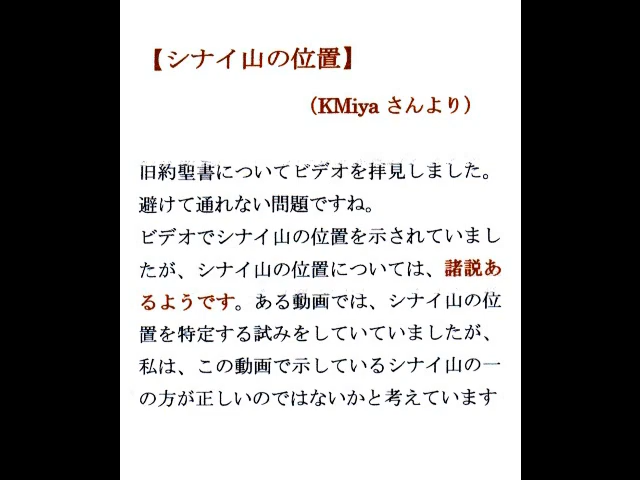 【シナイ山の位置】
（KMiya さんより）
旧約聖書についてビデオを拝見しました。
避けて通れない問題ですね。
ビデオでシナイ山の位置を示されていまし
たが、シナイ山の位置については、諸説あ
るようです。ある動画では、シナイ山の位
置を特定する試みをしていていましたが、
私は、この動画で示しているシナイ山の一
の方が正しいのではないかと考えています